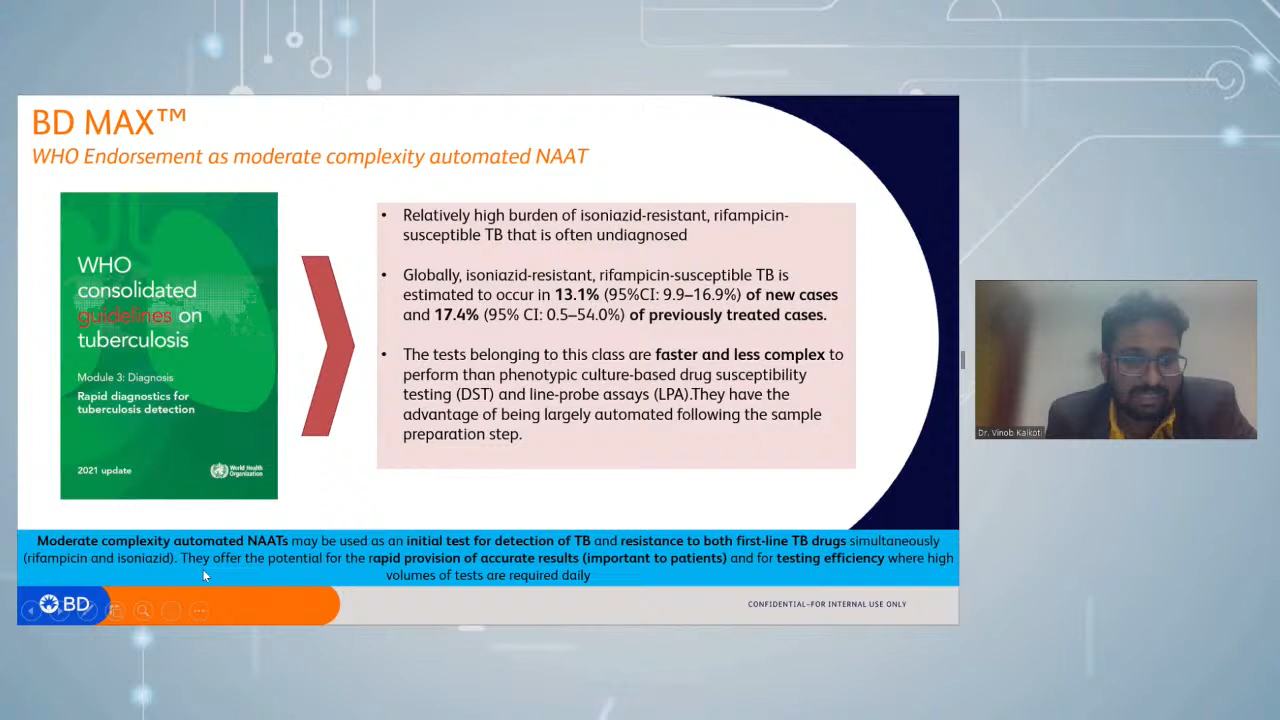 BD MAX™
WHO Endorsement as moderate complexity automated NAAT
WHO
consolidated
guidelines on
tuberculosis
Module 3: Diagnosis
Rapid diagnostics for
tuberculosis detection
2021 update
World Health
Organization
• Relatively high burden of isoniazid-resistant, rifampicin-
susceptible TB that is often undiagnosed
• Globally, isoniazid-resistant, rifampicin-susceptible TB is
estimated to occur in 13.1% (95%CI: 9.9–16.9%) of new cases
and 17.4% (95% CI: 0.5–54.0%) of previously treated cases.
• The tests belonging to this class are faster and less complex to
perform than phenotypic culture-based drug susceptibility
testing (DST) and line-probe assays (LPA).They have the
advantage of being largely automated following the sample
preparation step.
Moderate complexity automated NAATs may be used as an initial test for detection of TB and resistance to both first-line TB drugs simultaneously
(rifampicin and isoniazid). They offer the potential for the rapid provision of accurate results (important to patients) and for testing efficiency where high
volumes of tests are required daily
BD
CONFIDENTIAL–FOR INTERNAL USE ONLY
Dr. Vinob Kalkoti